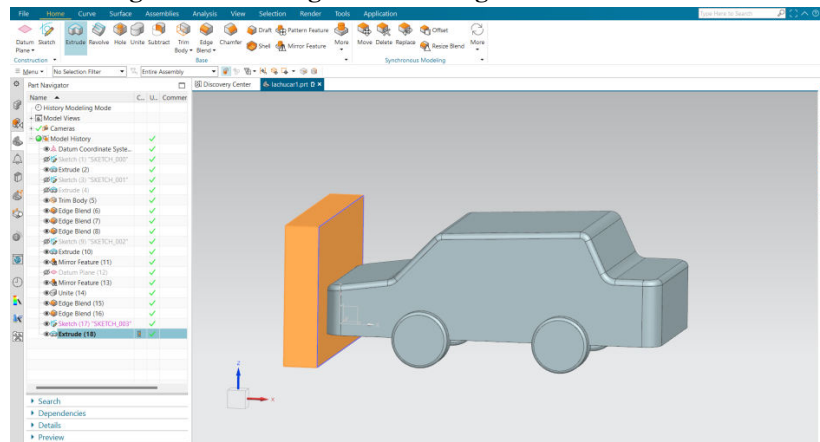 File Home Curve Surface Assemblies Analysis View Selection Render Tools Application
Type Here to Search
Datum Plane Sketch Extrude Revolve Hole Unite Subtract Trim Body Edge Blend Chamfer Draft Pattern Feature Shell Mirror Feature More Move Delete Replace Offset Resize Blend More
Construction Base Synchronous Modeling
Menu No Selection Filter Entire Assembly
Part Navigator Discovery Center lachucar1.prt
Name C... U... Commer
History Modeling Mode
Model Views
Cameras
Model History
Datum Coordinate Syste...
Sketch (1) "SKETCH_000"
Extrude (2)
Sketch (3) "SKETCH_001"
Extrude (4)
Trim Body (5)
Edge Blend (6)
Edge Blend (7)
Edge Blend (8)
Sketch (9) "SKETCH_002"
Extrude (10)
Mirror Feature (11)
Datum Plane (12)
Mirror Feature (13)
Unite (14)
Edge Blend (15)
Edge Blend (16)
Sketch (17) "SKETCH_003"
Extrude (18)
Z
X
Search
Dependencies
Details
Preview